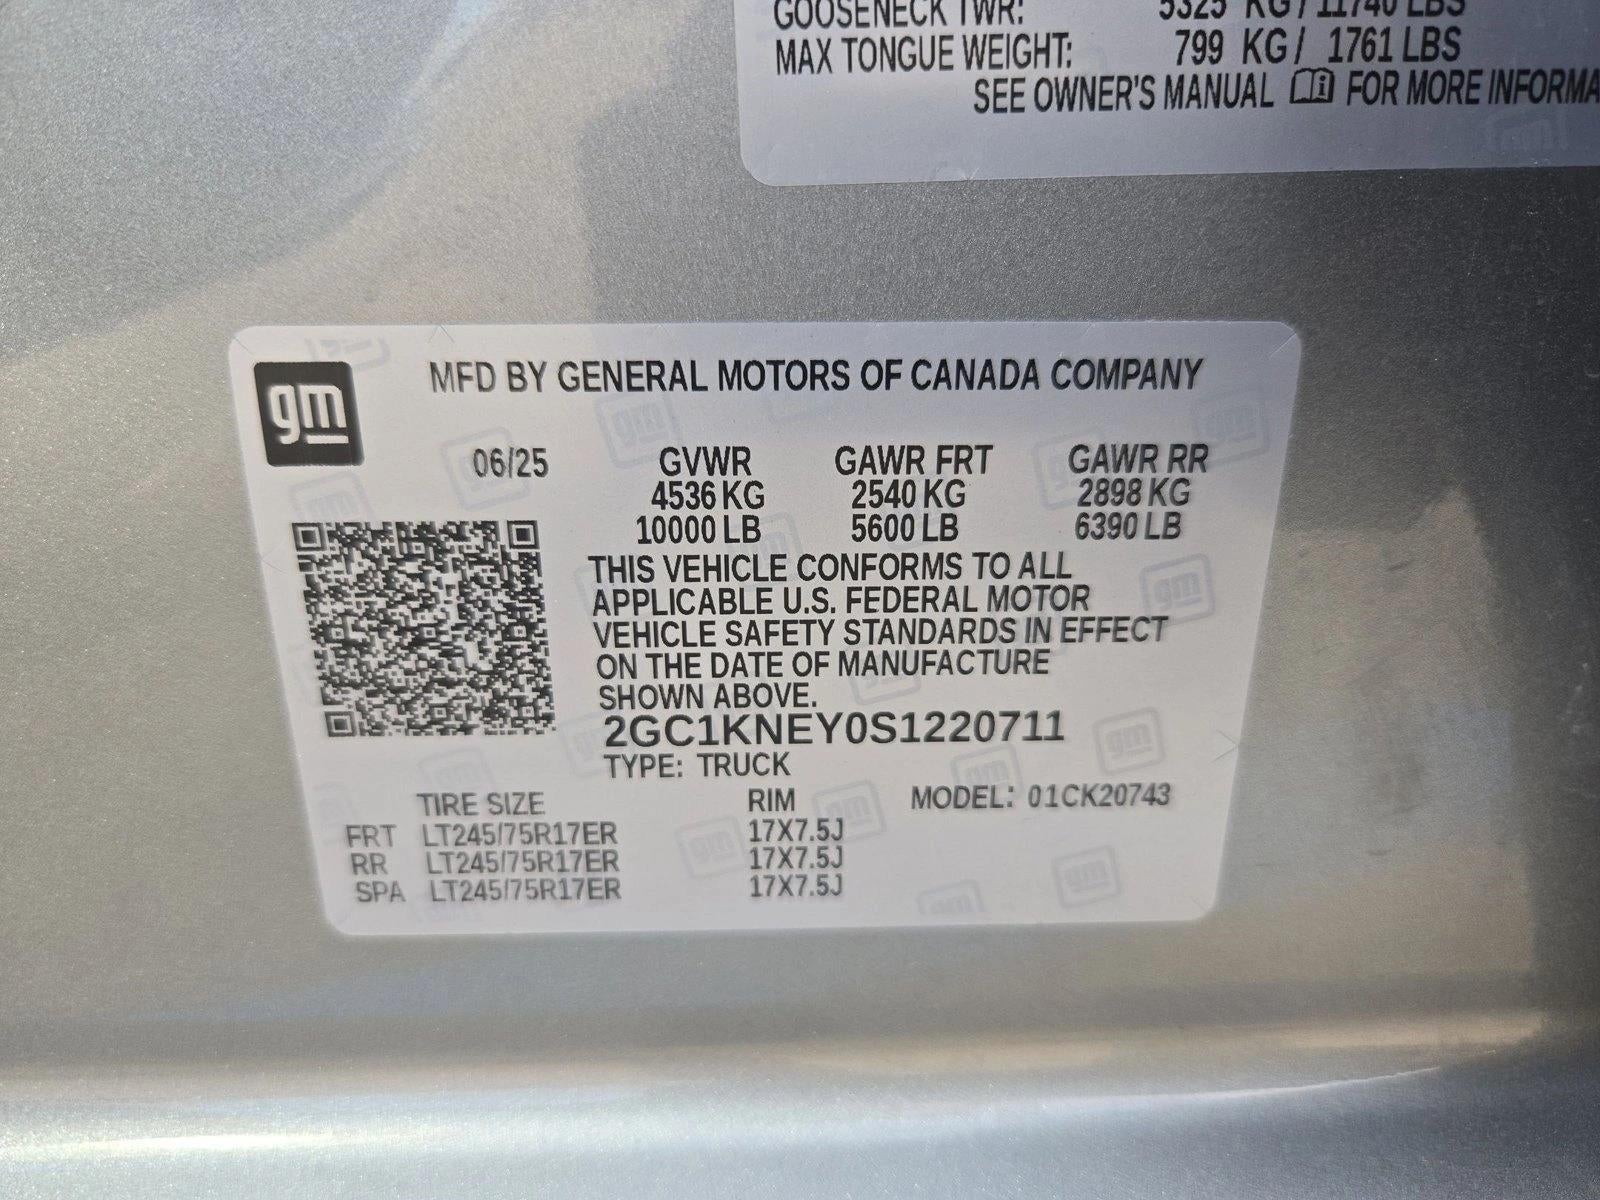 GOOSENECK TWR: 5325 KG / 11740 LBS
MAX TONGUE WEIGHT: 799 KG / 1761 LBS
SEE OWNER'S MANUAL FOR MORE INFORMA
gm
MFD BY GENERAL MOTORS OF CANADA COMPANY
06/25 GVWR GAWR FRT GAWR RR
4536 KG 2540 KG 2898 KG
10000 LB 5600 LB 6390 LB
THIS VEHICLE CONFORMS TO ALL
APPLICABLE U.S. FEDERAL MOTOR
VEHICLE SAFETY STANDARDS IN EFFECT
ON THE DATE OF MANUFACTURE
SHOWN ABOVE.
2GC1KNEY0S1220711
TYPE: TRUCK
TIRE SIZE RIM MODEL: 01CK20743
FRT LT245/75R17ER 17X7.5J
RR LT245/75R17ER 17X7.5J
SPA LT245/75R17ER 17X7.5J